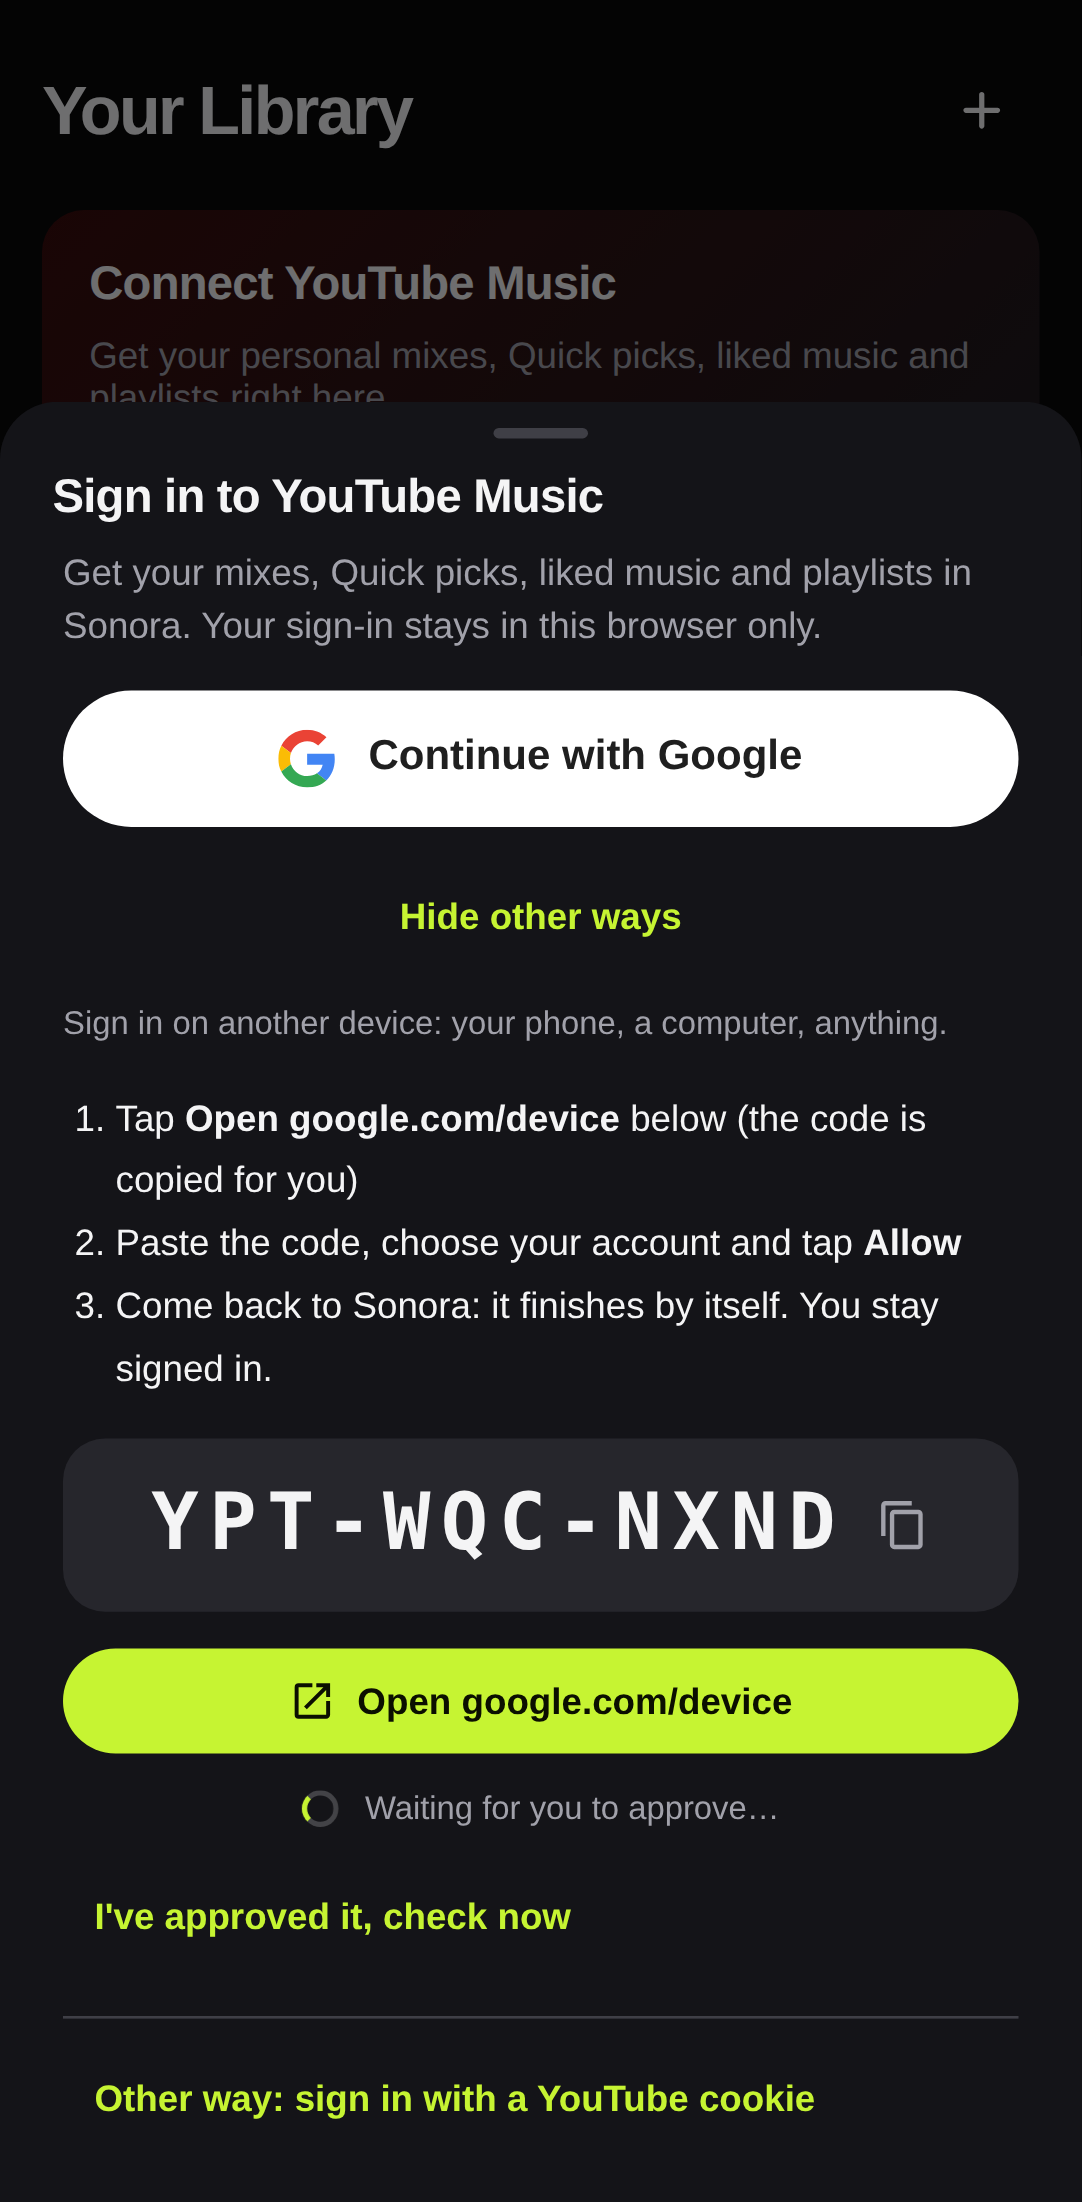 Your Library
Connect YouTube Music
Get your personal mixes, Quick picks, liked music and
playlists right here
Sign in to YouTube Music
Get your mixes, Quick picks, liked music and playlists in
Sonora. Your sign-in stays in this browser only.
Continue with Google
Hide other ways
Sign in on another device: your phone, a computer, anything.
1. Tap Open google.com/device below (the code is
copied for you)
2. Paste the code, choose your account and tap Allow
3. Come back to Sonora: it finishes by itself. You stay
signed in.
YPT-WQC-NXND
Open google.com/device
Waiting for you to approve…
I've approved it, check now
Other way: sign in with a YouTube cookie